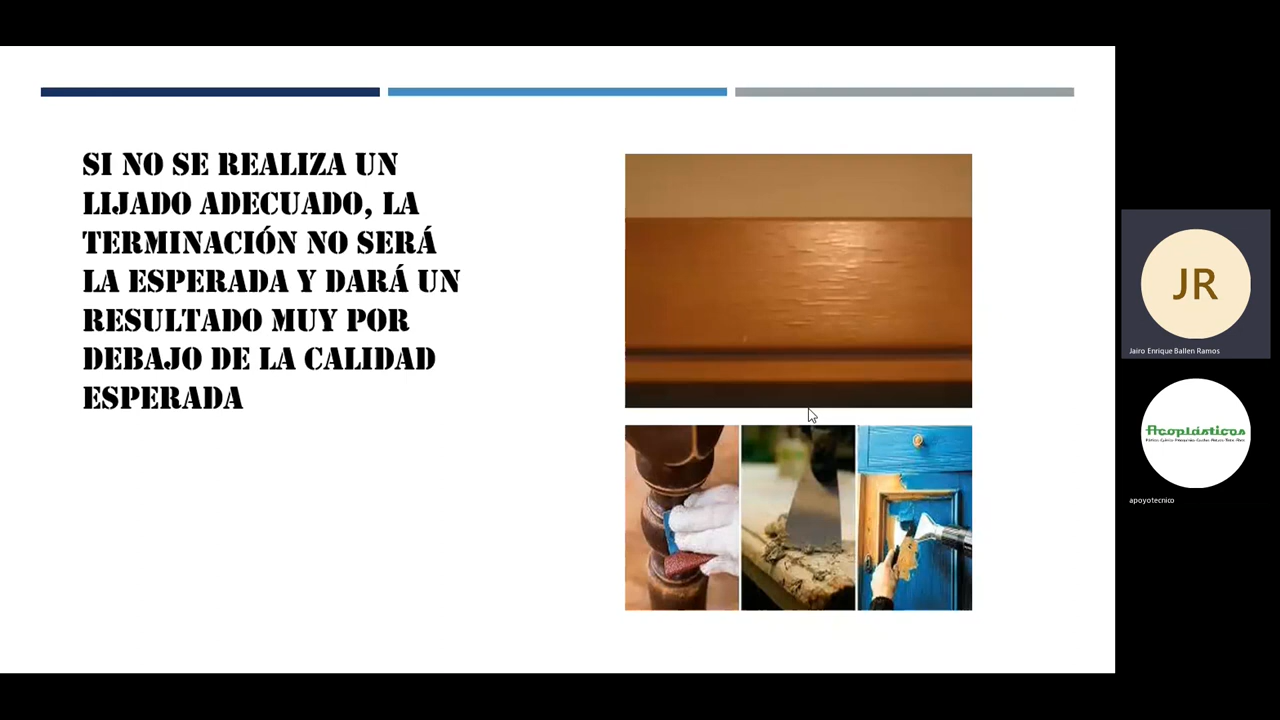 SI NO SE REALIZA UN
LIJADO ADECUADO, LA
TERMINACIÓN NO SERÁ
LA ESPERADA Y DARÁ UN
RESULTADO MUY POR
DEBAJO DE LA CALIDAD
ESPERADA
JR
Jairo Enrique Ballen Ramos
Acoplásticos
apoyotecnico